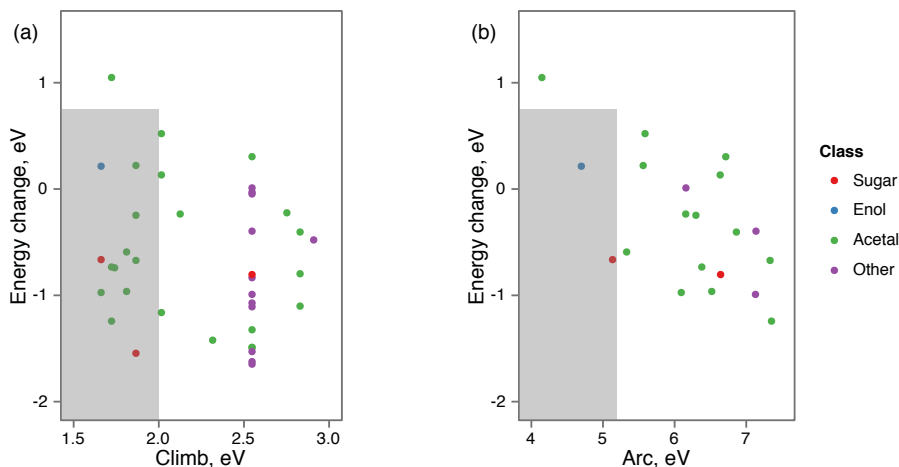 (a)
(b)
1
0
-1
-2
Energy change, eV
1.5 2.0 2.5 3.0
Climb, eV
1
0
-1
-2
Energy change, eV
4 5 6 7
Arc, eV
Class
Sugar
Enol
Acetal
Other